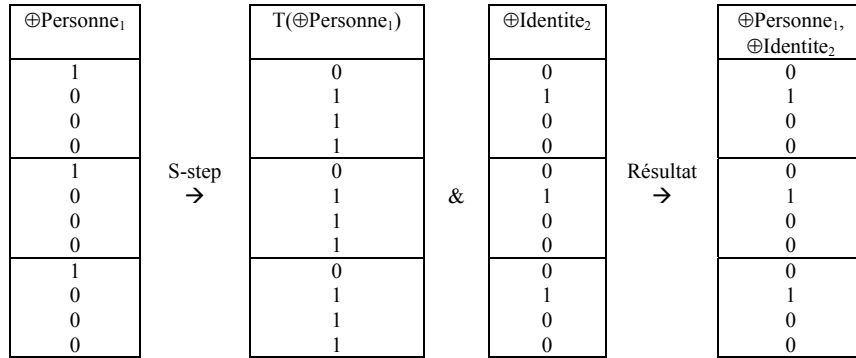 ⊕Personne₁ T(⊕Personne₁) ⊕Identite₂ ⊕Personne₁,
⊕Identite₂
1 0 0 0
0 1 1 1
0 1 0 0
0 1 0 0
1 S-step 0 0 Résultat 0
0 → 1 & 1 → 1
0 1 0 0
0 1 0 0
1 0 0 0
0 1 1 1
0 1 0 0
0 1 0 0